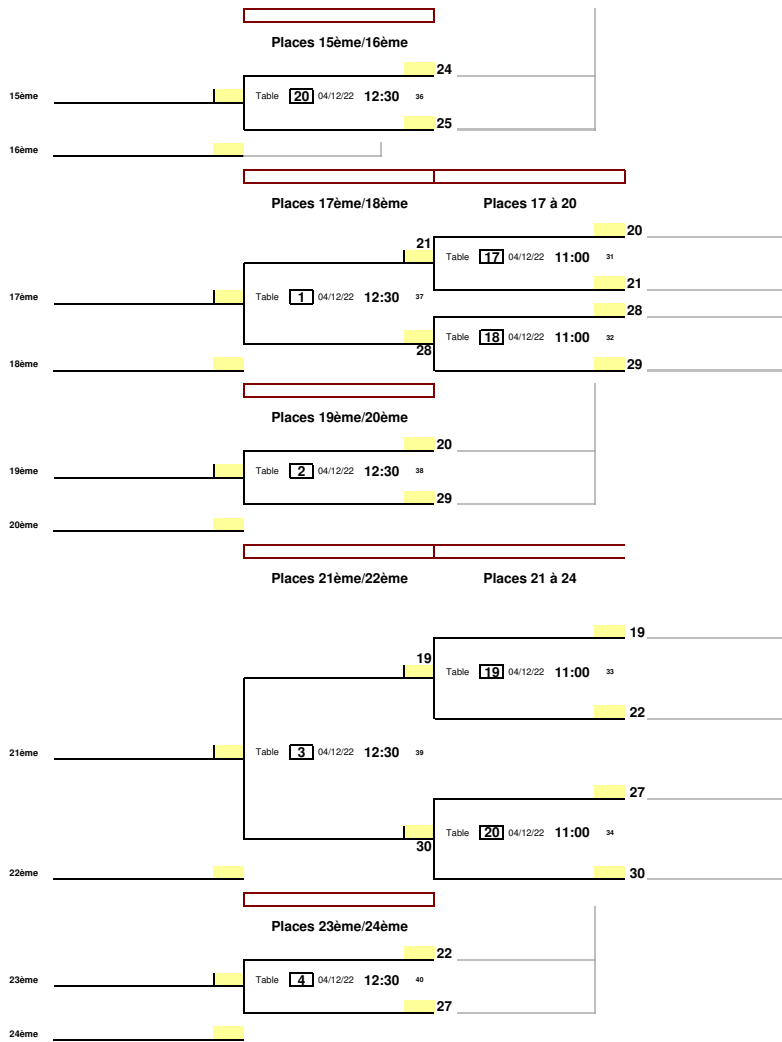 Places 15ème/16ème
24
15ème Table 20 04/12/22 12:30 36
25
16ème
Places 17ème/18ème Places 17 à 20
20
21
Table 17 04/12/22 11:00 31
21
17ème Table 1 04/12/22 12:30 37
28
Table 18 04/12/22 11:00 32
28
18ème 29
Places 19ème/20ème
20
19ème Table 2 04/12/22 12:30 38
29
20ème
Places 21ème/22ème Places 21 à 24
19
19
Table 19 04/12/22 11:00 33
22
21ème Table 3 04/12/22 12:30 39
27
Table 20 04/12/22 11:00 34
30
22ème 30
Places 23ème/24ème
22
23ème Table 4 04/12/22 12:30 40
27
24ème